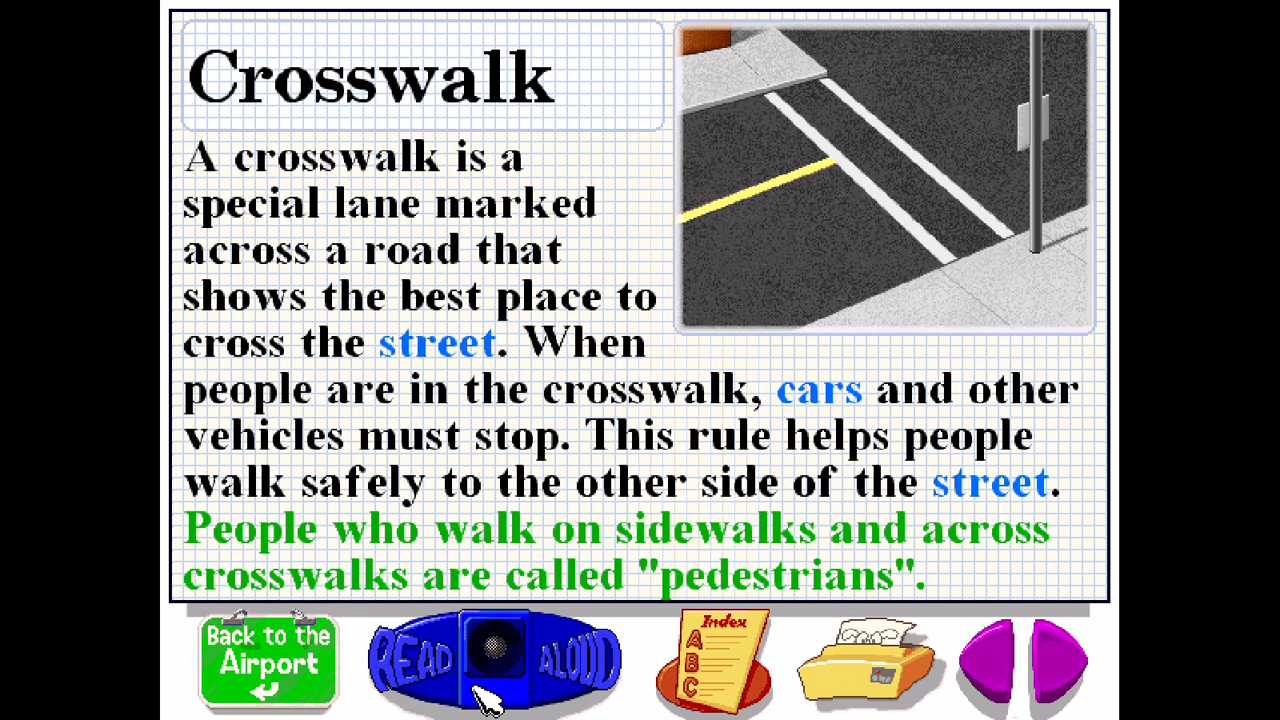 Crosswalk
A crosswalk is a
special lane marked
across a road that
shows the best place to
cross the street. When
people are in the crosswalk, cars and other
vehicles must stop. This rule helps people
walk safely to the other side of the street.
People who walk on sidewalks and across
crosswalks are called "pedestrians".
Back to the
Airport
READ ALOUD
Index
A
B
C